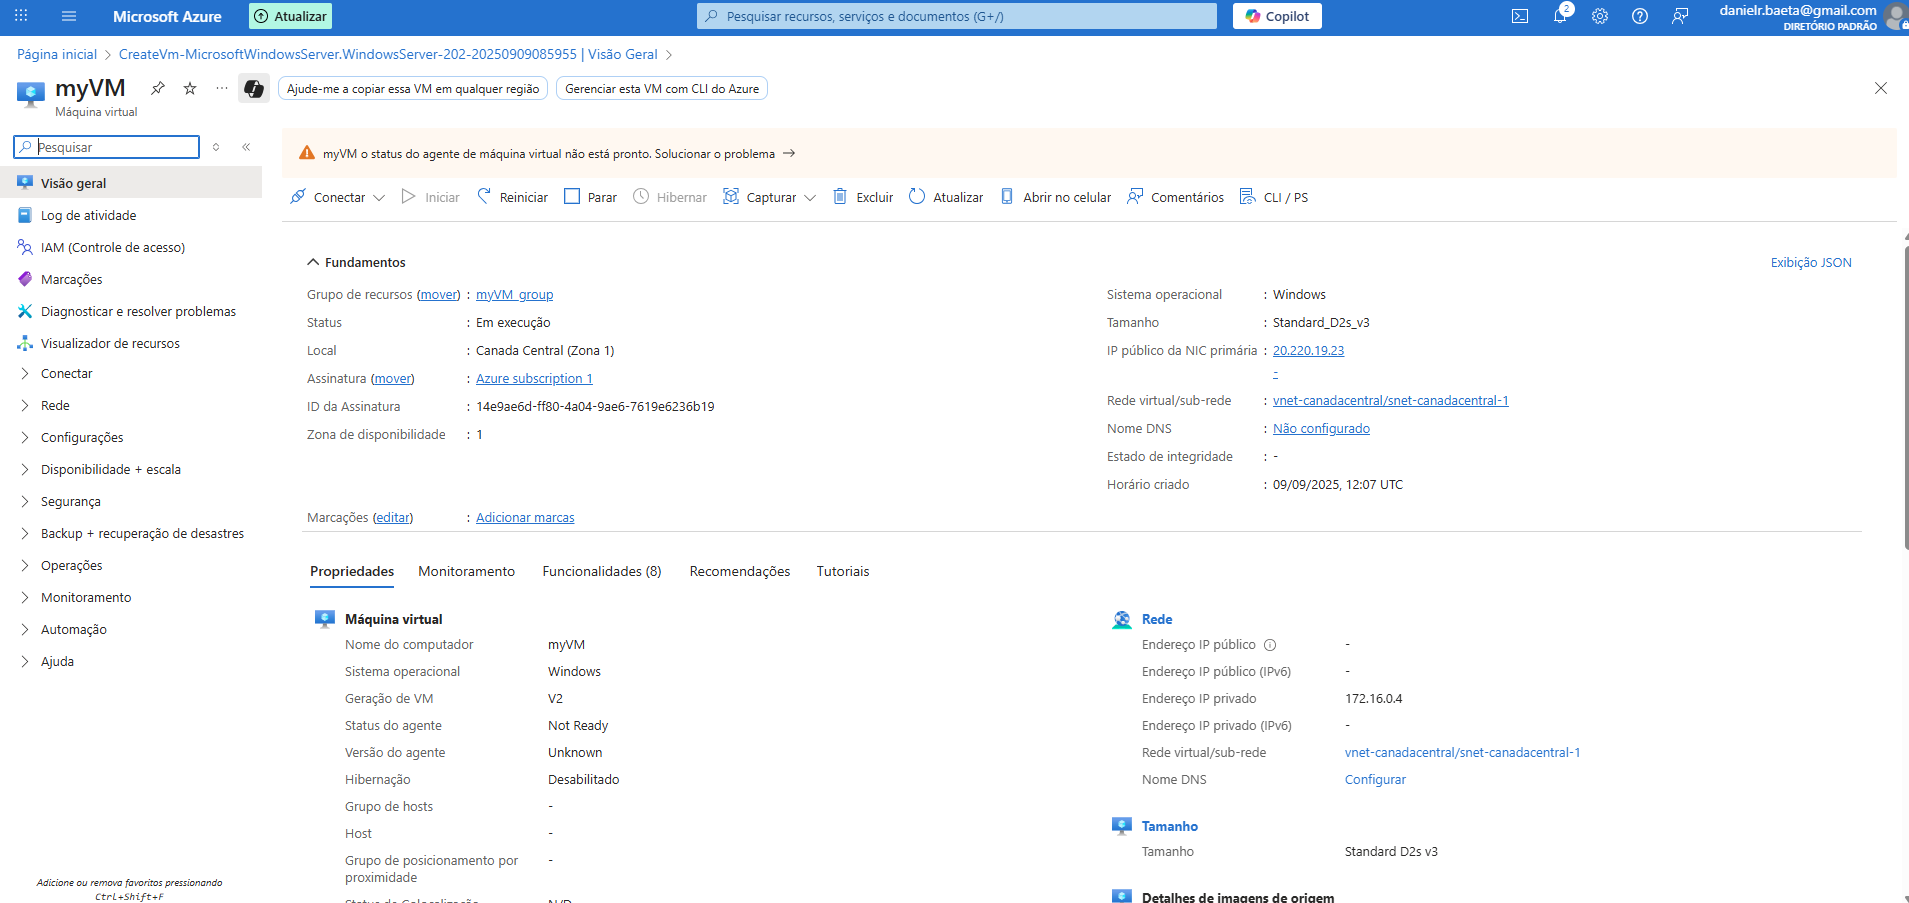 Microsoft Azure
Atualizar
Pesquisar recursos, serviços e documentos (G+/)
Copilot
2
danielr.baeta@gmail.com
DIRETÓRIO PADRÃO
Página inicial > CreateVm-MicrosoftWindowsServer.WindowsServer-202-20250909085955 | Visão Geral >
myVM
Máquina virtual
Ajude-me a copiar essa VM em qualquer região
Gerenciar esta VM com CLI do Azure
Pesquisar
Visão geral
Log de atividade
IAM (Controle de acesso)
Marcações
Diagnosticar e resolver problemas
Visualizador de recursos
Conectar
Rede
Configurações
Disponibilidade + escala
Segurança
Backup + recuperação de desastres
Operações
Monitoramento
Automação
Ajuda
Adicione ou remova favoritos pressionando
Ctrl+Shift+F
myVM o status do agente de máquina virtual não está pronto. Solucionar o problema →
Conectar Iniciar Reiniciar Parar Hibernar Capturar Excluir Atualizar Abrir no celular Comentários CLI / PS
Fundamentos
Exibição JSON
Grupo de recursos (mover) : myVM_group
Status : Em execução
Local : Canada Central (Zona 1)
Assinatura (mover) : Azure subscription 1
ID da Assinatura : 14e9ae6d-ff80-4a04-9ae6-7619e6236b19
Zona de disponibilidade : 1
Sistema operacional : Windows
Tamanho : Standard_D2s_v3
IP público da NIC primária : 20.220.19.23
-
Rede virtual/sub-rede : vnet-canadacentral/snet-canadacentral-1
Nome DNS : Não configurado
Estado de integridade : -
Horário criado : 09/09/2025, 12:07 UTC
Marcações (editar) : Adicionar marcas
Propriedades Monitoramento Funcionalidades (8) Recomendações Tutoriais
Máquina virtual
Nome do computador myVM
Sistema operacional Windows
Geração de VM V2
Status do agente Not Ready
Versão do agente Unknown
Hibernação Desabilitado
Grupo de hosts -
Host -
Grupo de posicionamento por
proximidade -
Status de Colocalização N/D
Rede
Endereço IP público -
Endereço IP público (IPv6) -
Endereço IP privado 172.16.0.4
Endereço IP privado (IPv6) -
Rede virtual/sub-rede vnet-canadacentral/snet-canadacentral-1
Nome DNS Configurar
Tamanho
Tamanho Standard D2s v3
Detalhes de imagens de origem